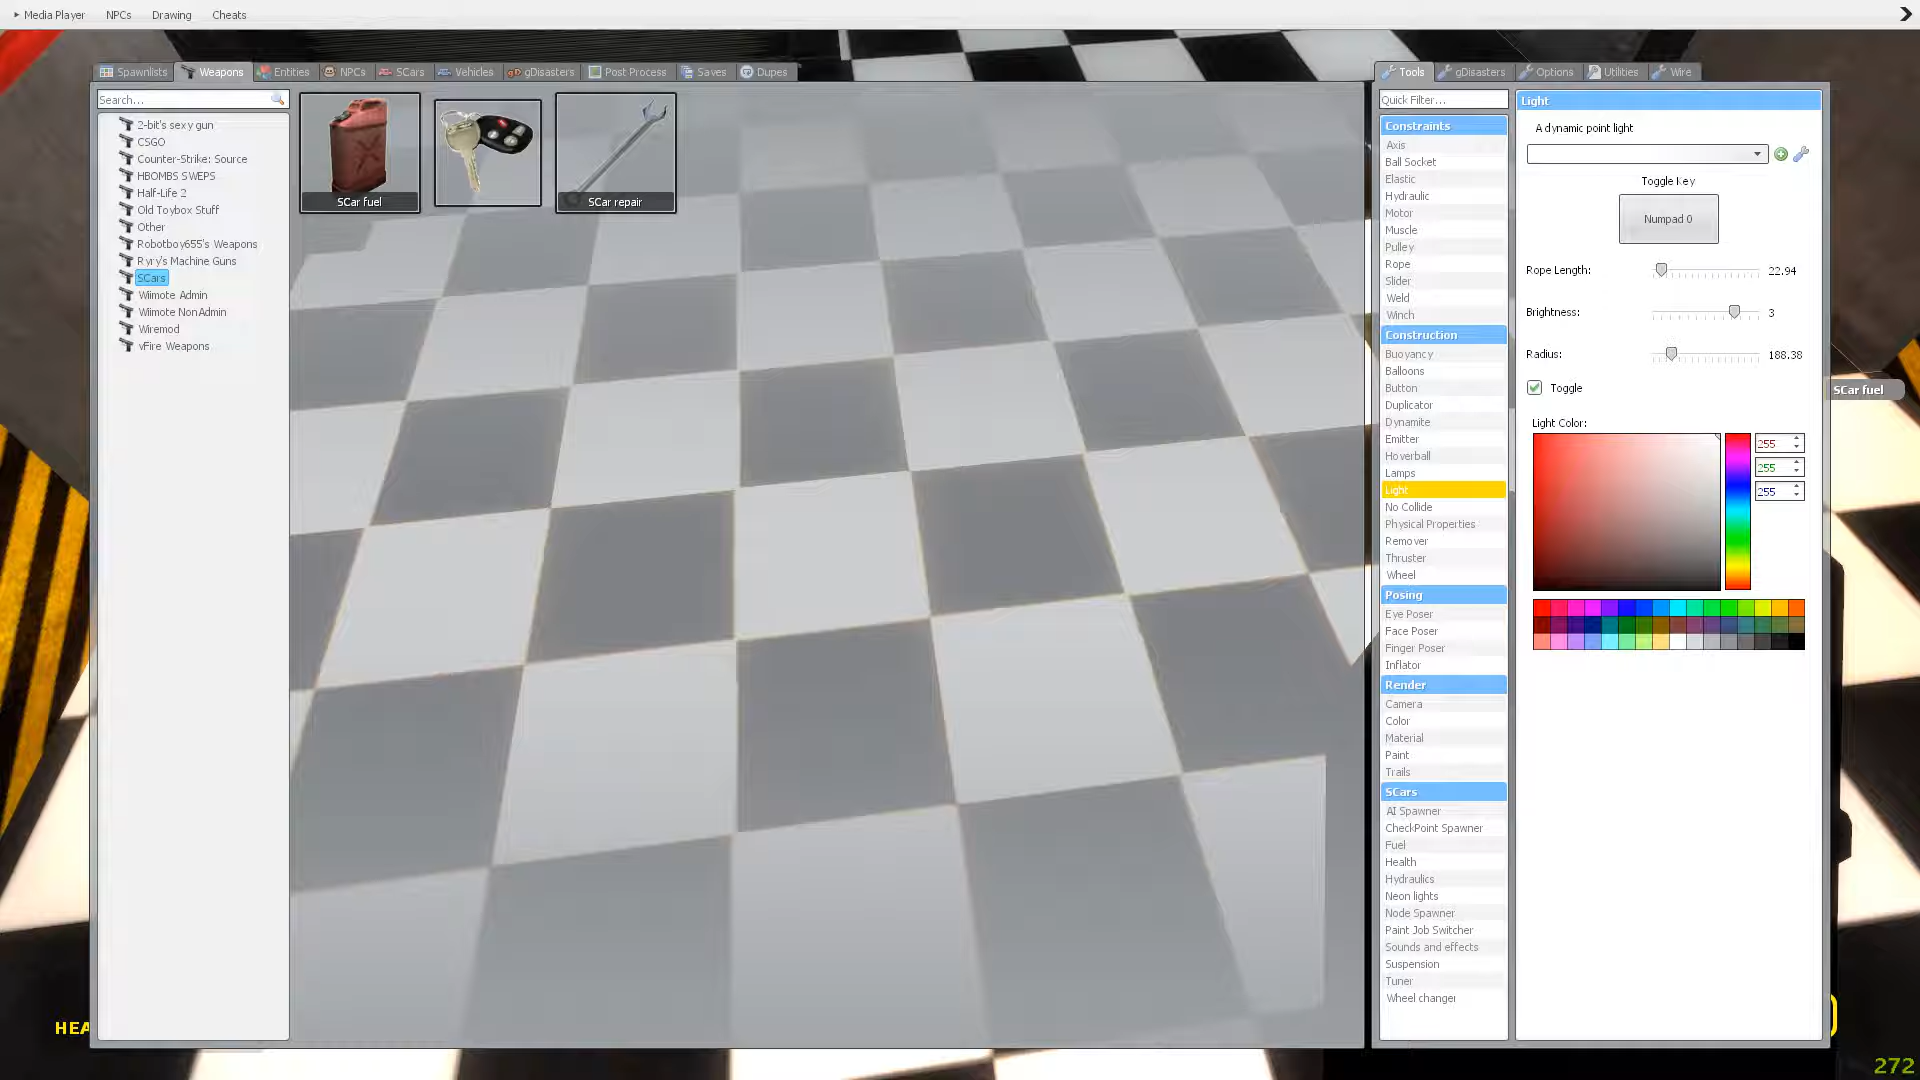 Media Player NPCs Drawing Cheats
Spawnlists Weapons Entities NPCs SCars Vehicles gDisasters Post Process Saves Dupes
Tools gDisasters Options Utilities Wire
Search...
2-bit's sexy gun
CSGO
Counter-Strike: Source
HBOMBS SWEPS
Half-Life 2
Old Toybox Stuff
Other
Robotboy655's Weapons
Ryry's Machine Guns
SCars
Wiimote Admin
Wiimote NonAdmin
Wiremod
vFire Weapons
SCar fuel
SCar repair
Quick Filter...
Constraints
Axis
Ball Socket
Elastic
Hydraulic
Motor
Muscle
Pulley
Rope
Slider
Weld
Winch
Construction
Buoyancy
Balloons
Button
Duplicator
Dynamite
Emitter
Hoverball
Lamps
Light
No Collide
Physical Properties
Remover
Thruster
Wheel
Posing
Eye Poser
Face Poser
Finger Poser
Inflator
Render
Camera
Color
Material
Paint
Trails
SCars
AI Spawner
CheckPoint Spawner
Fuel
Health
Hydraulics
Neon lights
Node Spawner
Paint Job Switcher
Sounds and effects
Suspension
Tuner
Wheel changer
Light
A dynamic point light
Toggle Key
Numpad 0
Rope Length: 22.94
Brightness: 3
Radius: 188.38
Toggle
Light Color:
255
255
255
SCar fuel
HEA
272